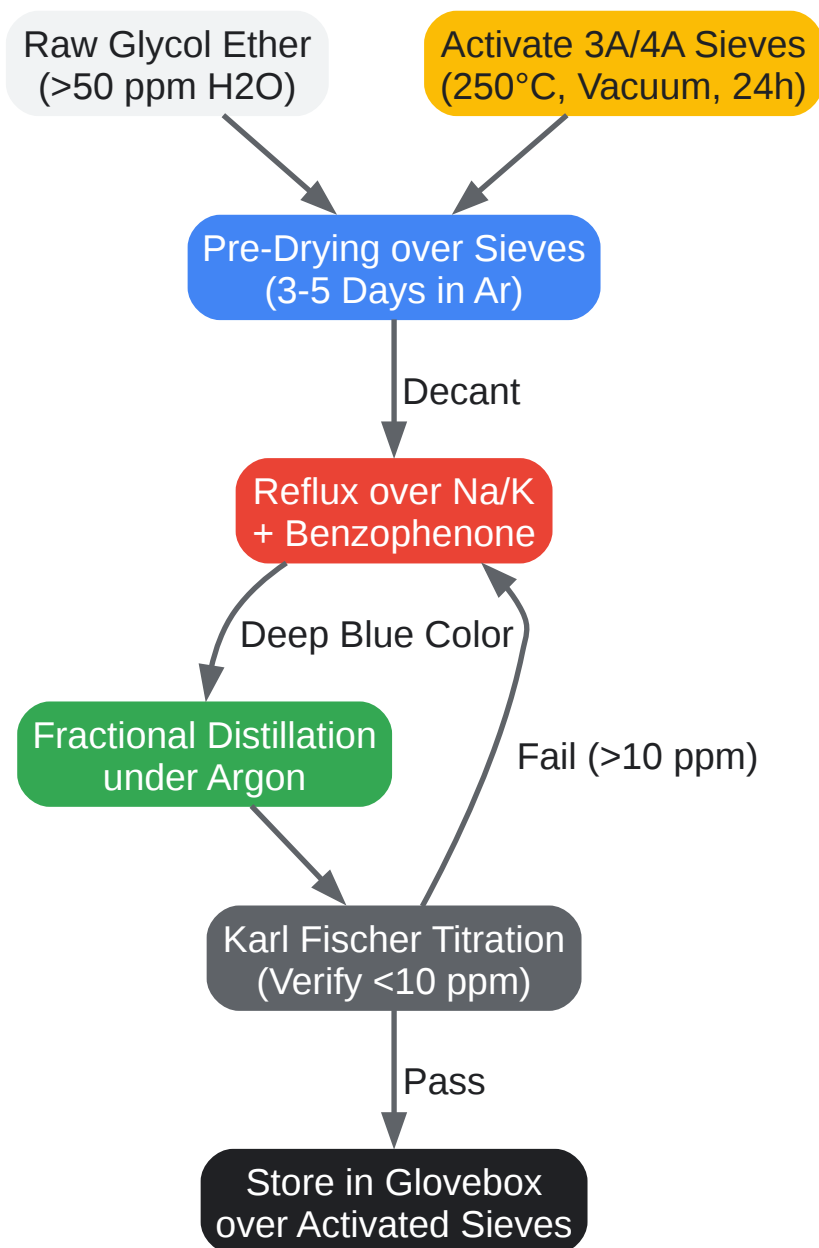 Raw Glycol Ether
(>50 ppm H2O)
Activate 3A/4A Sieves
(250°C, Vacuum, 24h)
Pre-Drying over Sieves
(3-5 Days in Ar)
Decant
Reflux over Na/K
+ Benzophenone
Deep Blue Color
Fractional Distillation
under Argon
Fail (>10 ppm)
Karl Fischer Titration
(Verify <10 ppm)
Pass
Store in Glovebox
over Activated Sieves